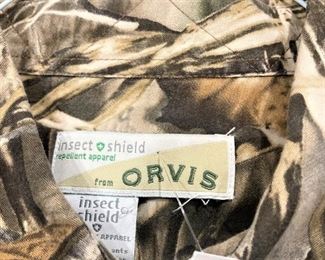 insect shield
repellent apparel
from ORVIS
insect
shield
APPAREL